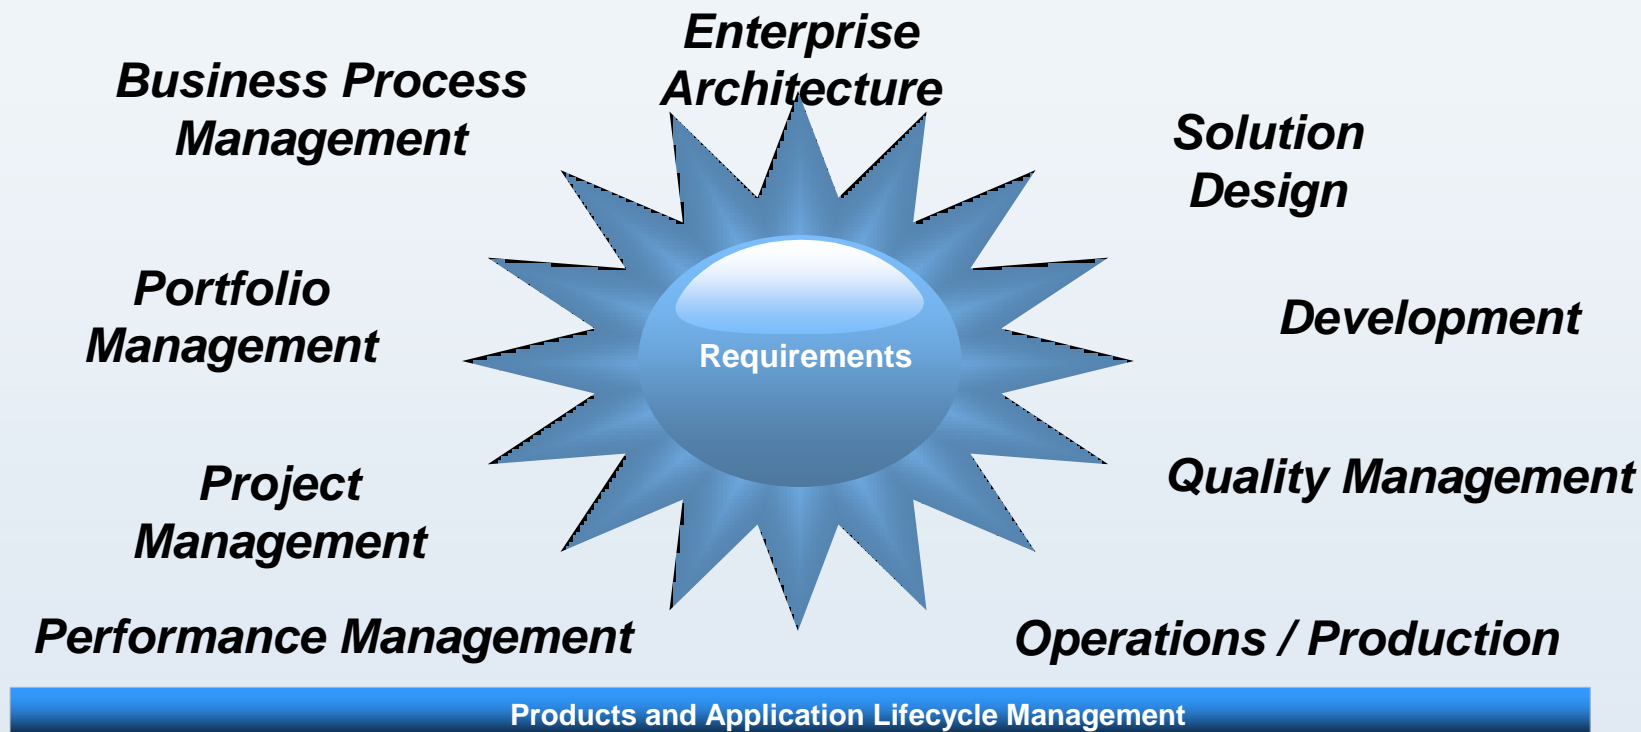 Enterprise
Architecture
Business Process
Management
Solution
Design
Portfolio
Management
Development
Requirements
Project
Management
Quality Management
Performance Management
Operations / Production
Products and Application Lifecycle Management